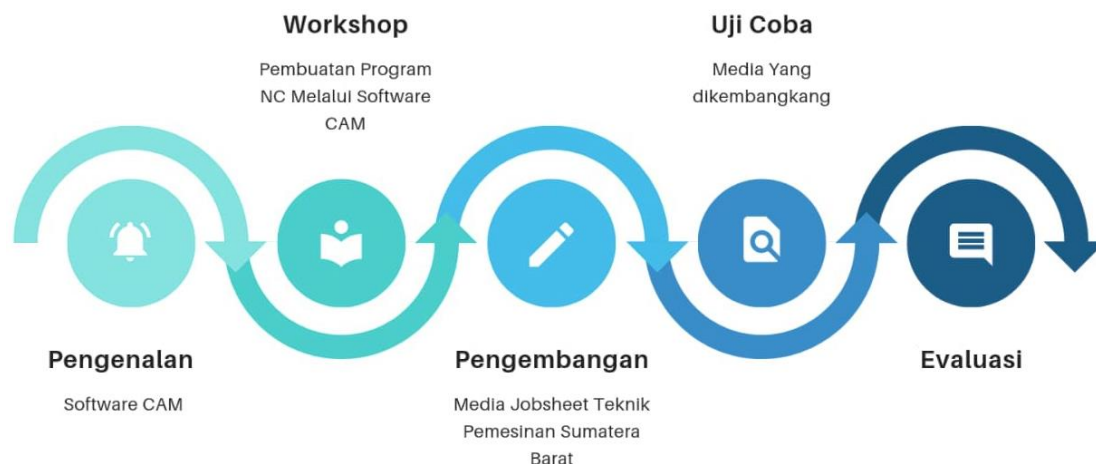 Workshop
Pembuatan Program
NC Melalui Software
CAM
Uji Coba
Media Yang
dikembangkang
Pengenalan
Software CAM
Pengembangan
Media Jobsheet Teknik
Pemesinan Sumatera
Barat
Evaluasi